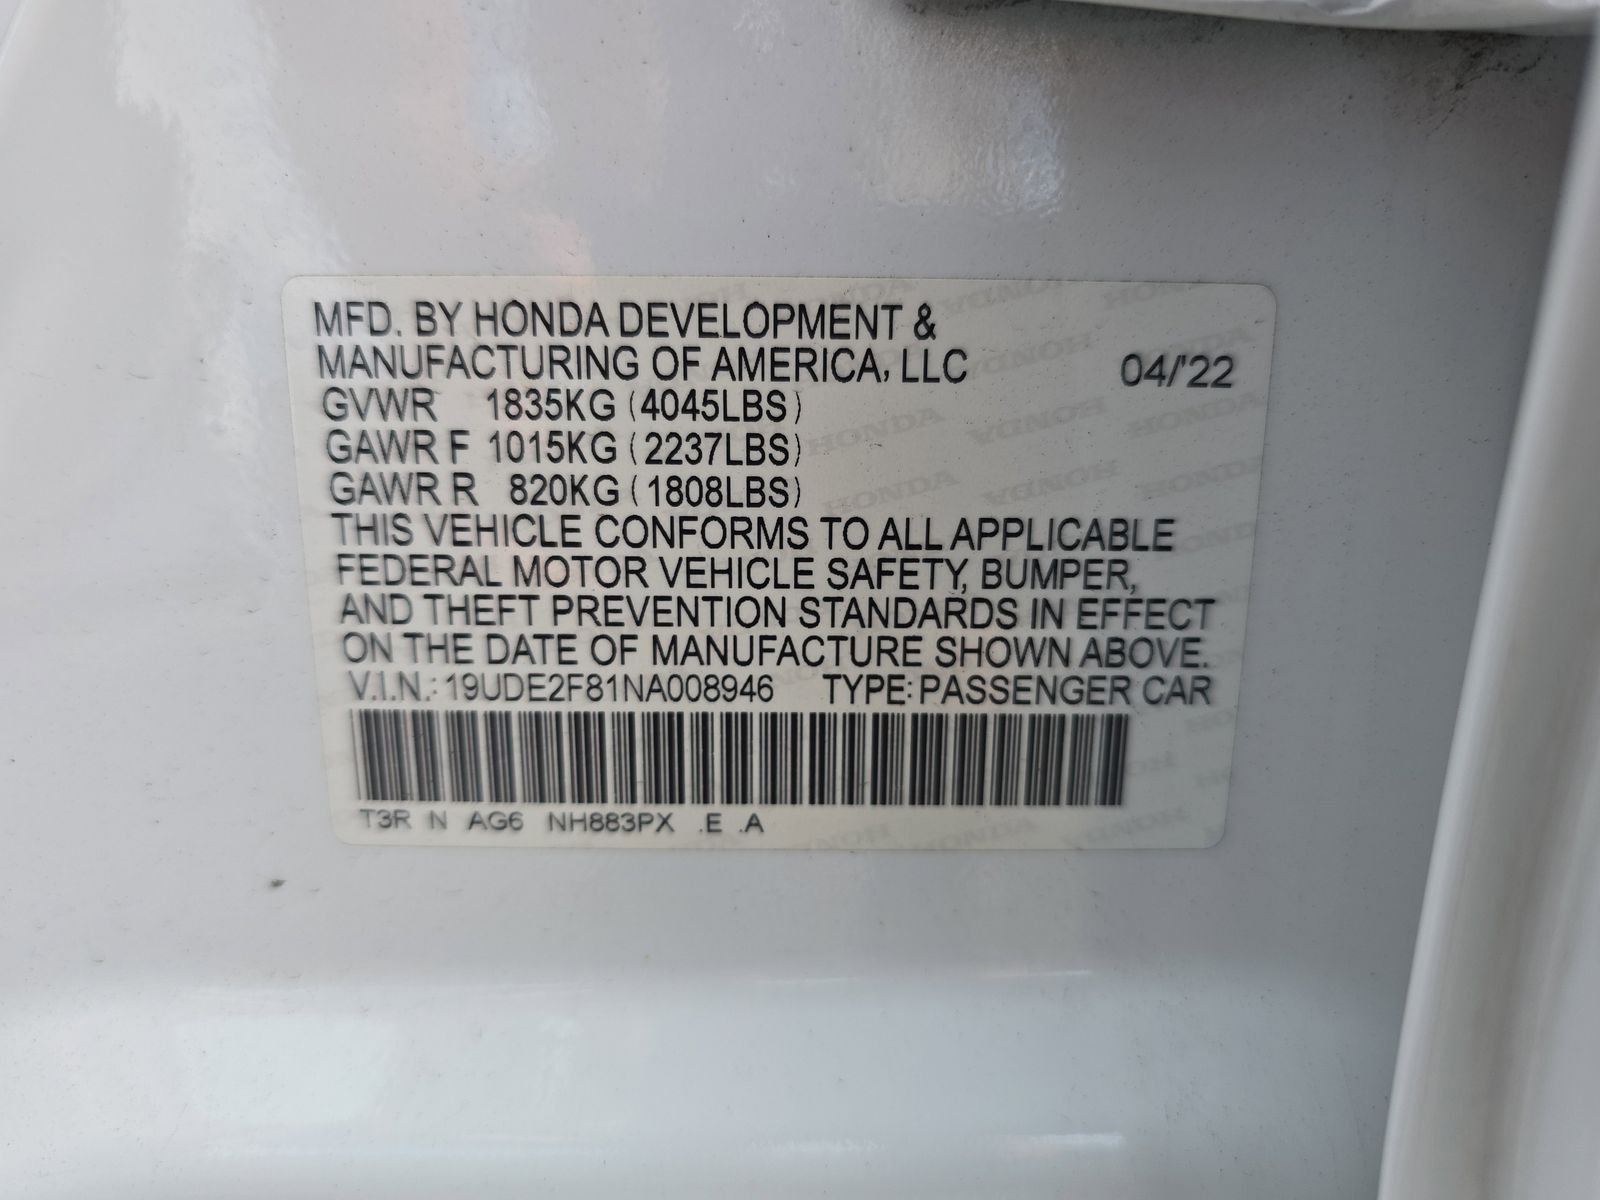 MFD. BY HONDA DEVELOPMENT &
MANUFACTURING OF AMERICA, LLC 04/'22
GVWR 1835KG (4045LBS)
GAWR F 1015KG (2237LBS)
GAWR R 820KG (1808LBS)
THIS VEHICLE CONFORMS TO ALL APPLICABLE
FEDERAL MOTOR VEHICLE SAFETY, BUMPER,
AND THEFT PREVENTION STANDARDS IN EFFECT
ON THE DATE OF MANUFACTURE SHOWN ABOVE.
V.I.N.: 19UDE2F81NA008946 TYPE: PASSENGER CAR
T3R N AG6 NH883PX .E .A